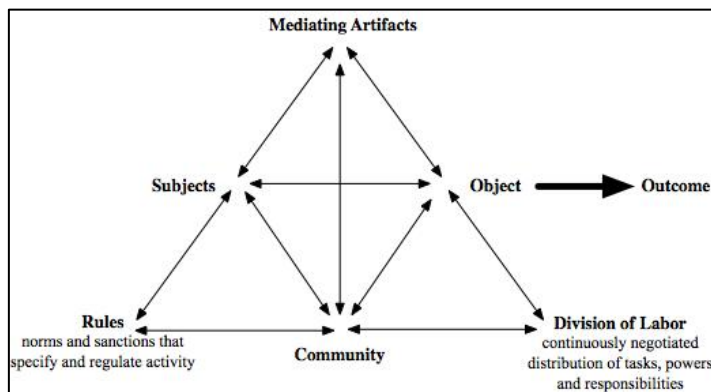 Mediating Artifacts
Subjects
Object
Outcome
Rules
norms and sanctions that
specify and regulate activity
Community
Division of Labor
continuously negotiated
distribution of tasks, powers
and responsibilities